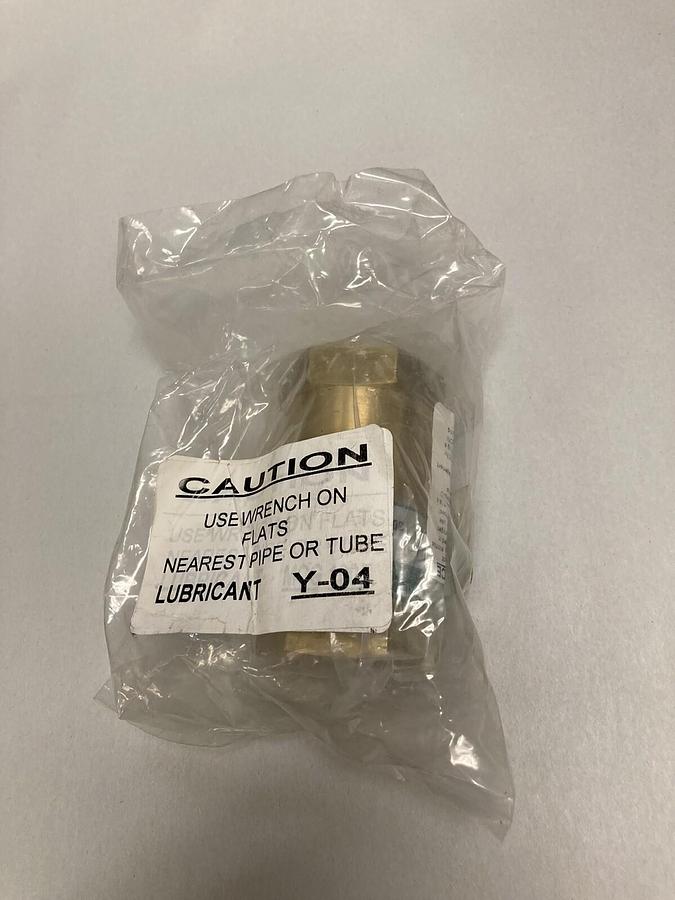 CAUTION
USE WRENCH ON
FLATS
NEAREST PIPE OR TUBE
LUBRICANT Y-04